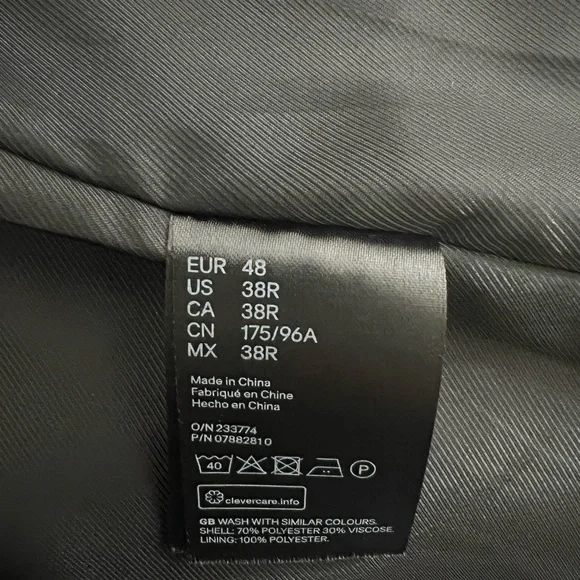 EUR 48
US 38R
CA 38R
CN 175/96A
MX 38R
Made in China
Fabriqué en Chine
Hecho en China
O/N 233774
P/N 07882810
40 P
clevercare.info
GB WASH WITH SIMILAR COLOURS.
SHELL: 70% POLYESTER 30% VISCOSE.
LINING: 100% POLYESTER.